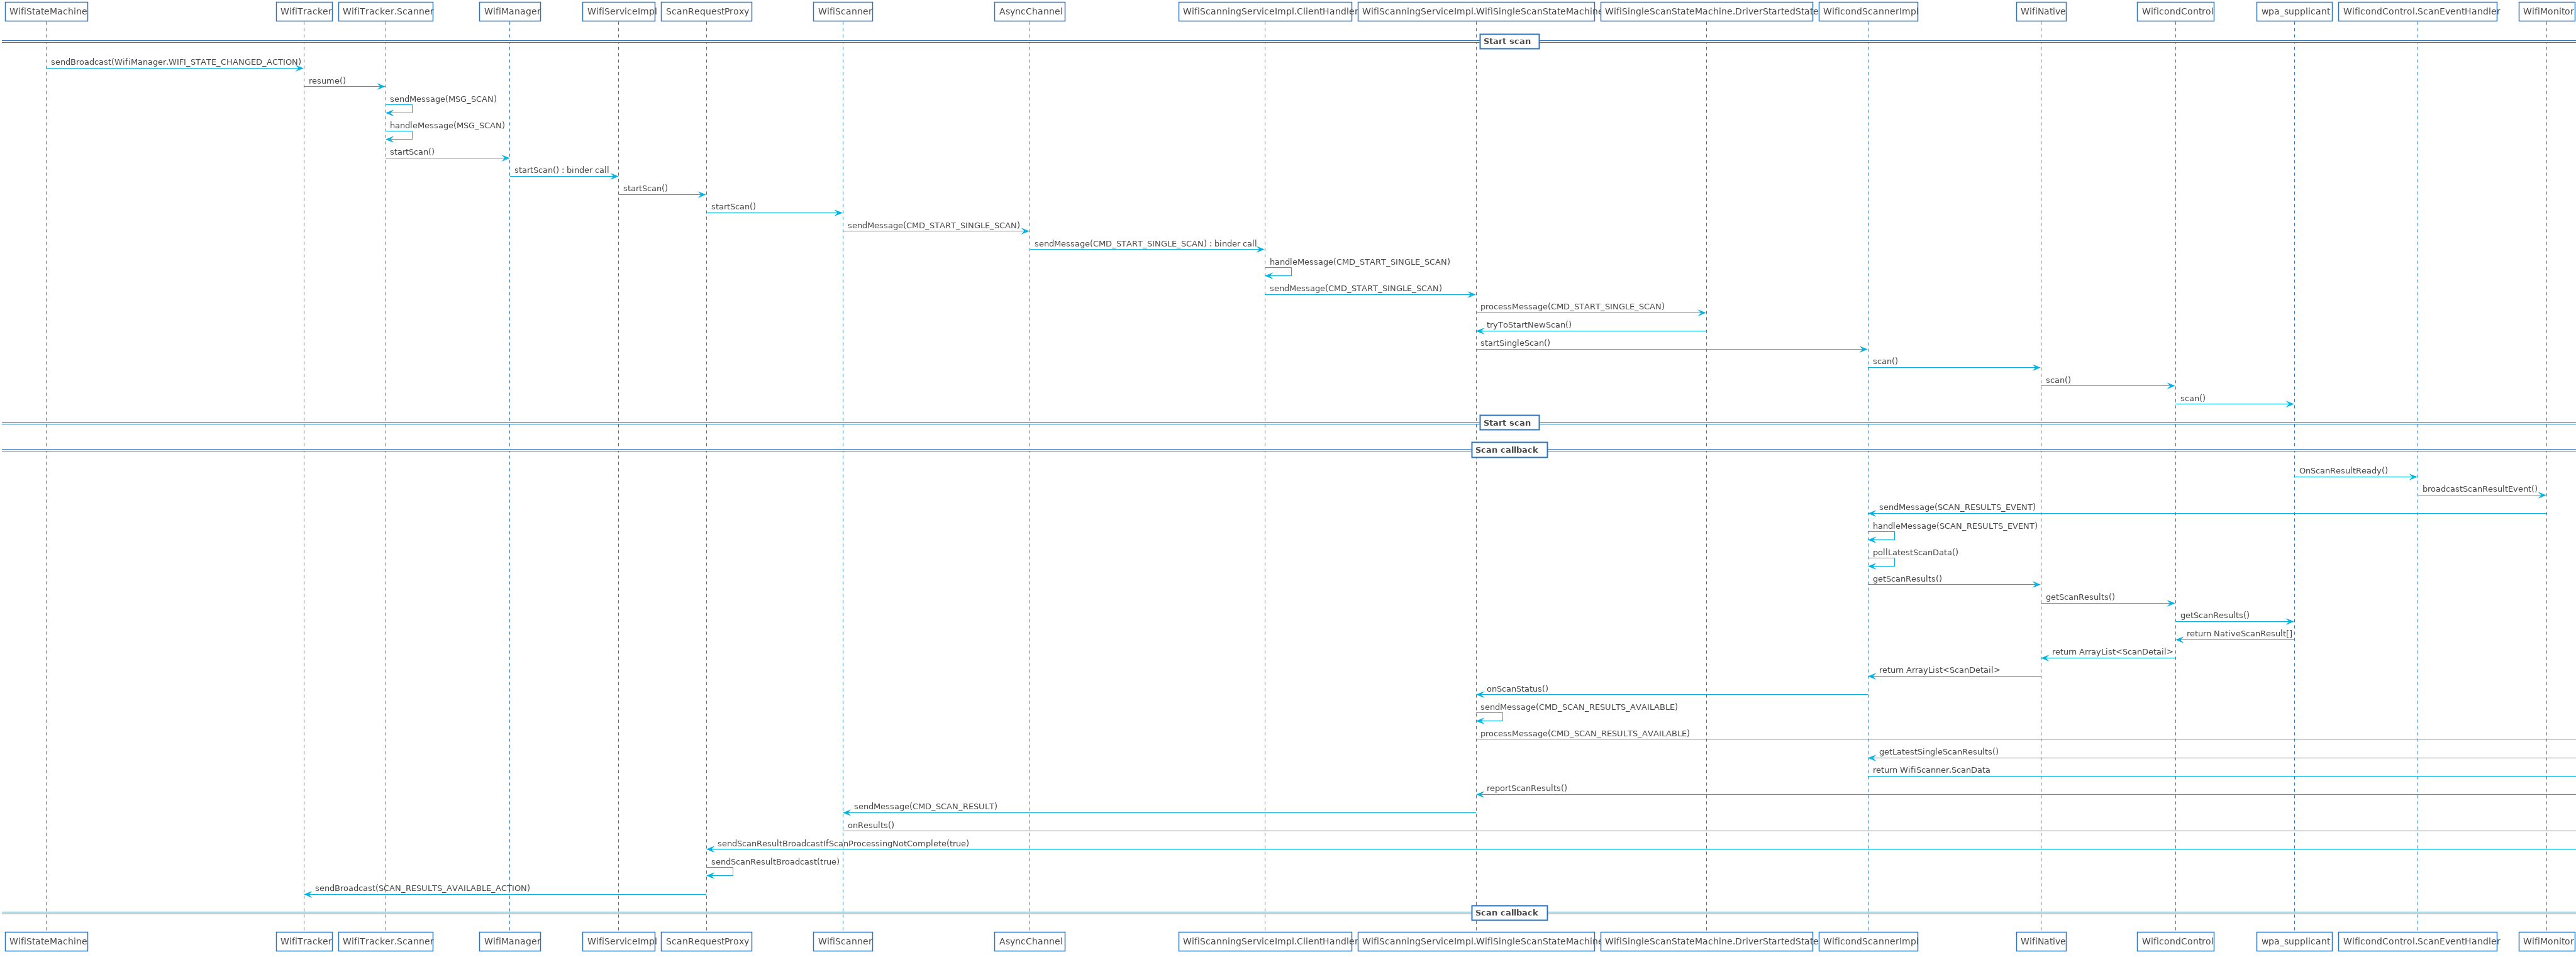 WifiStateMachine
WifiTracker
WifiTracker.Scanner
WifiManager
WifiServiceImpl
ScanRequestProxy
WifiScanner
AsyncChannel
WifiScanningServiceImpl.ClientHandler
WifiScanningServiceImpl.WifiSingleScanStateMachine
WifiSingleScanStateMachine.DriverStartedState
WificondScannerImpl
WifiNative
WificondControl
wpa_supplicant
WificondControl.ScanEventHandler
WifiMonitor
Start scan
sendBroadcast(WifiManager.WIFI_STATE_CHANGED_ACTION)
resume()
sendMessage(MSG_SCAN)
handleMessage(MSG_SCAN)
startScan()
startScan() : binder call
startScan()
startScan()
sendMessage(CMD_START_SINGLE_SCAN)
sendMessage(CMD_START_SINGLE_SCAN) : binder call
handleMessage(CMD_START_SINGLE_SCAN)
sendMessage(CMD_START_SINGLE_SCAN)
processMessage(CMD_START_SINGLE_SCAN)
tryToStartNewScan()
startSingleScan()
scan()
scan()
scan()
Start scan
Scan callback
OnScanResultReady()
broadcastScanResultEvent()
sendMessage(SCAN_RESULTS_EVENT)
handleMessage(SCAN_RESULTS_EVENT)
pollLatestScanData()
getScanResults()
getScanResults()
getScanResults()
return NativeScanResult[]
return ArrayList<ScanDetail>
return ArrayList<ScanDetail>
onScanStatus()
sendMessage(CMD_SCAN_RESULTS_AVAILABLE)
processMessage(CMD_SCAN_RESULTS_AVAILABLE)
getLatestSingleScanResults()
return WifiScanner.ScanData
reportScanResults()
sendMessage(CMD_SCAN_RESULT)
onResults()
sendScanResultBroadcastIfScanProcessingNotComplete(true)
sendScanResultBroadcast(true)
sendBroadcast(SCAN_RESULTS_AVAILABLE_ACTION)
Scan callback
WifiStateMachine
WifiTracker
WifiTracker.Scanner
WifiManager
WifiServiceImpl
ScanRequestProxy
WifiScanner
AsyncChannel
WifiScanningServiceImpl.ClientHandler
WifiScanningServiceImpl.WifiSingleScanStateMachine
WifiSingleScanStateMachine.DriverStartedState
WificondScannerImpl
WifiNative
WificondControl
wpa_supplicant
WificondControl.ScanEventHandler
WifiMonitor